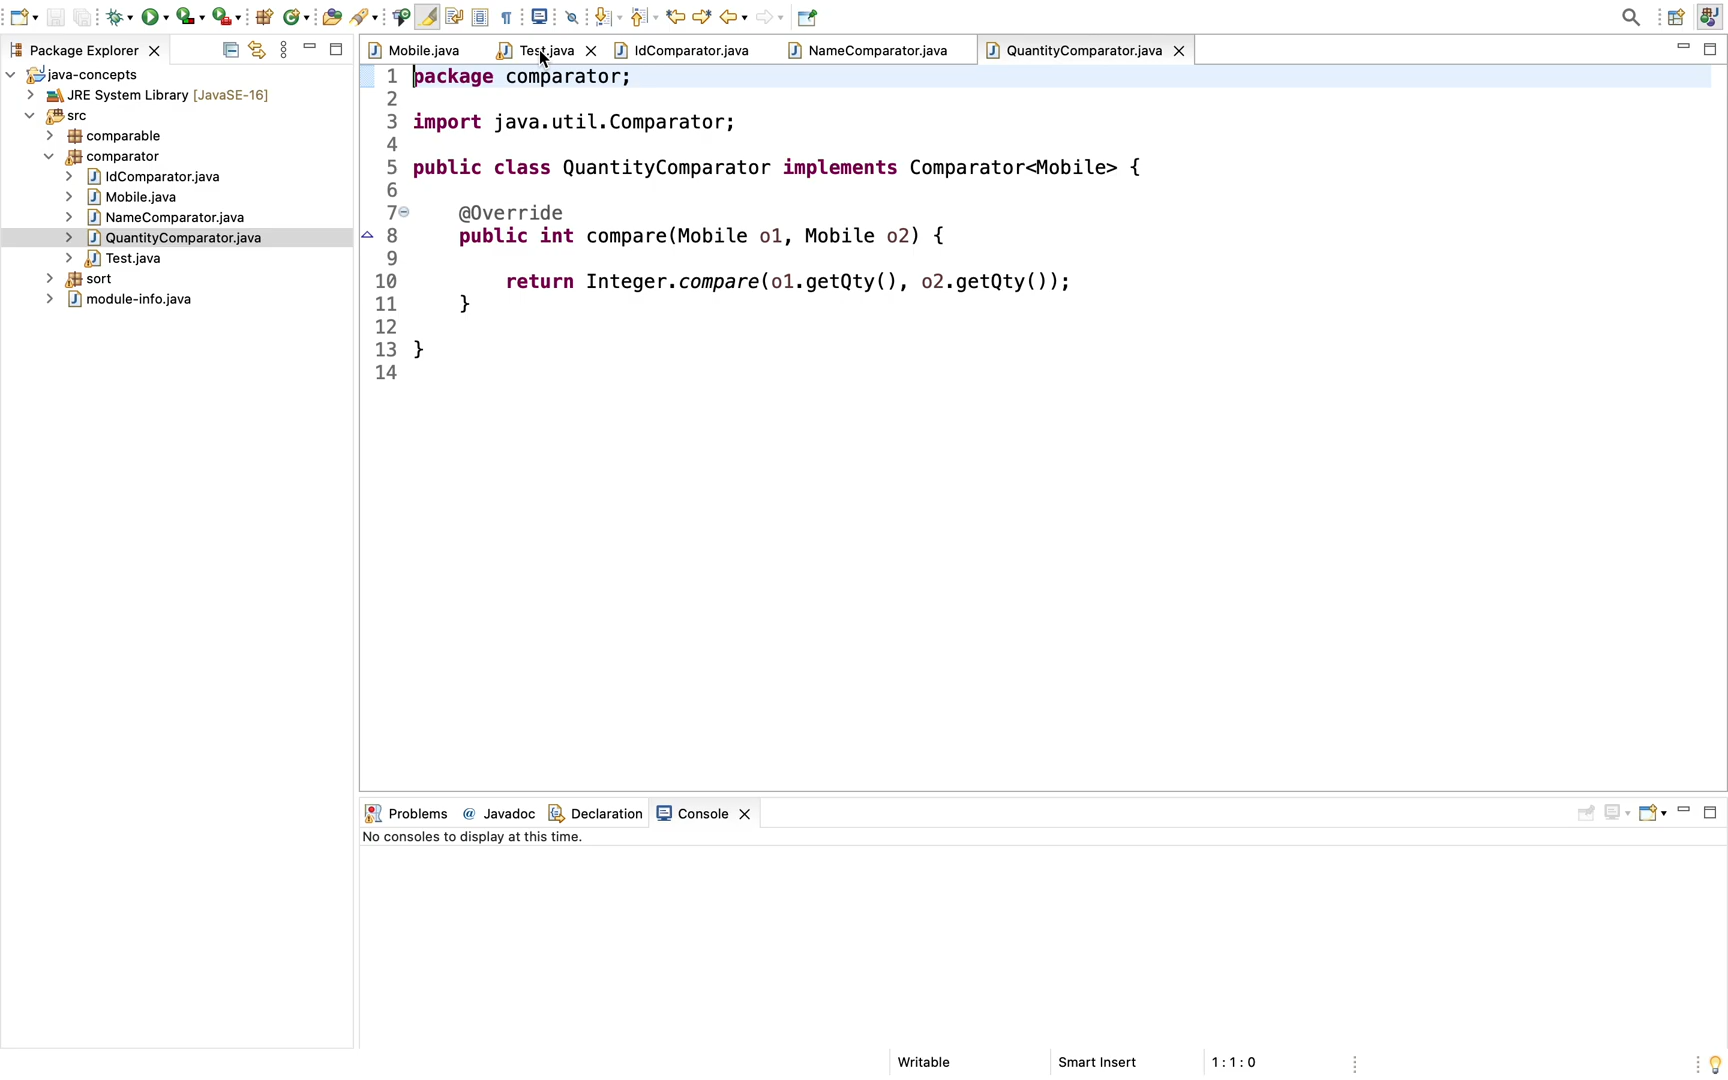 Package Explorer
java-concepts
JRE System Library [JavaSE-16]
src
comparable
comparator
IdComparator.java
Mobile.java
NameComparator.java
QuantityComparator.java
Test.java
sort
module-info.java
Mobile.java Test.java IdComparator.java NameComparator.java QuantityComparator.java
1 package comparator;
2
3 import java.util.Comparator;
4
5 public class QuantityComparator implements Comparator<Mobile> {
6
7 @Override
8 public int compare(Mobile o1, Mobile o2) {
9
10 return Integer.compare(o1.getQty(), o2.getQty());
11 }
12
13 }
14
Problems @ Javadoc Declaration Console
No consoles to display at this time.
Writable Smart Insert 1 : 1 : 0